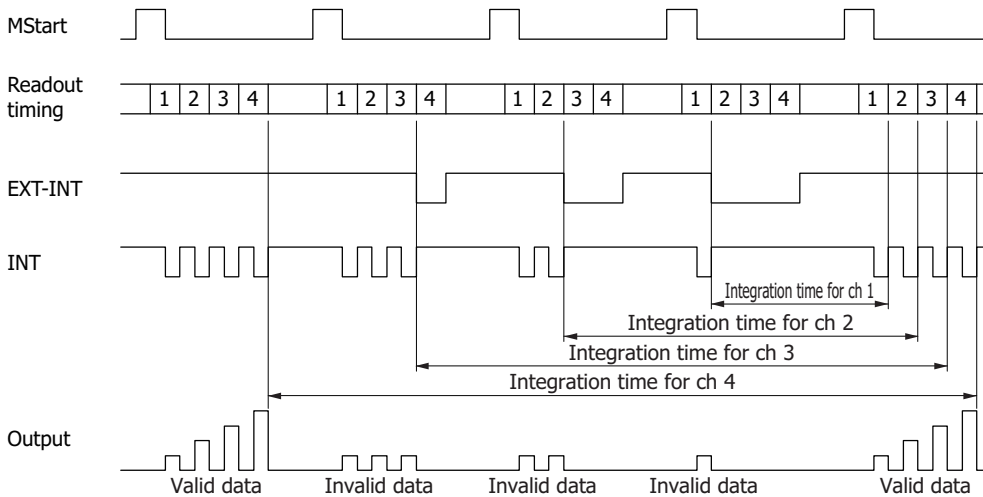 MStart
Readout
timing
1 2 3 4 1 2 3 4 1 2 3 4 1 2 3 4 1 2 3 4
EXT-INT
INT
Integration time for ch 1
Integration time for ch 2
Integration time for ch 3
Integration time for ch 4
Output
Valid data Invalid data Invalid data Invalid data Valid data